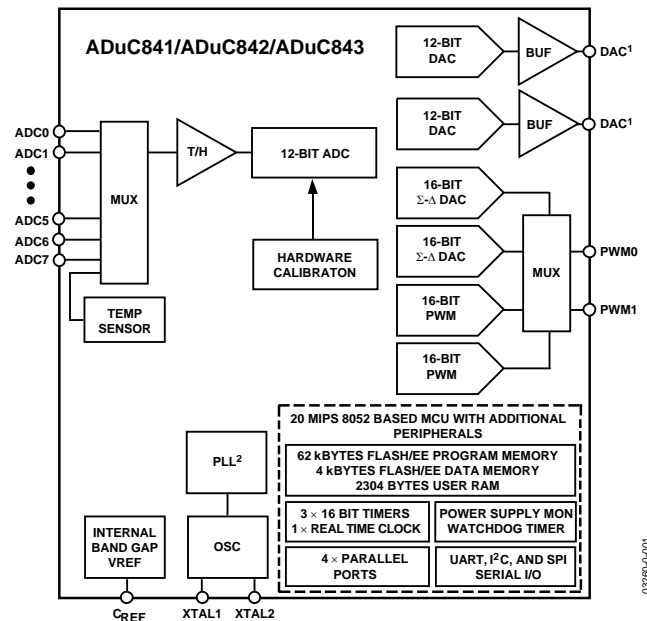 ADuC841/ADuC842/ADuC843
12-BIT
DAC
BUF
DAC¹
12-BIT
DAC
BUF
DAC¹
ADC0
ADC1
ADC5
ADC6
ADC7
MUX
T/H
12-BIT ADC
HARDWARE
CALIBRATON
TEMP
SENSOR
16-BIT
Σ-Δ DAC
16-BIT
Σ-Δ DAC
16-BIT
PWM
16-BIT
PWM
MUX
PWM0
PWM1
20 MIPS 8052 BASED MCU WITH ADDITIONAL
PERIPHERALS
62 kBYTES FLASH/EE PROGRAM MEMORY
4 kBYTES FLASH/EE DATA MEMORY
2304 BYTES USER RAM
3 × 16 BIT TIMERS
1 × REAL TIME CLOCK
POWER SUPPLY MON
WATCHDOG TIMER
4 × PARALLEL
PORTS
UART, I²C, AND SPI
SERIAL I/O
PLL²
OSC
INTERNAL
BAND GAP
VREF
CREF
XTAL1
XTAL2
03260-0-001